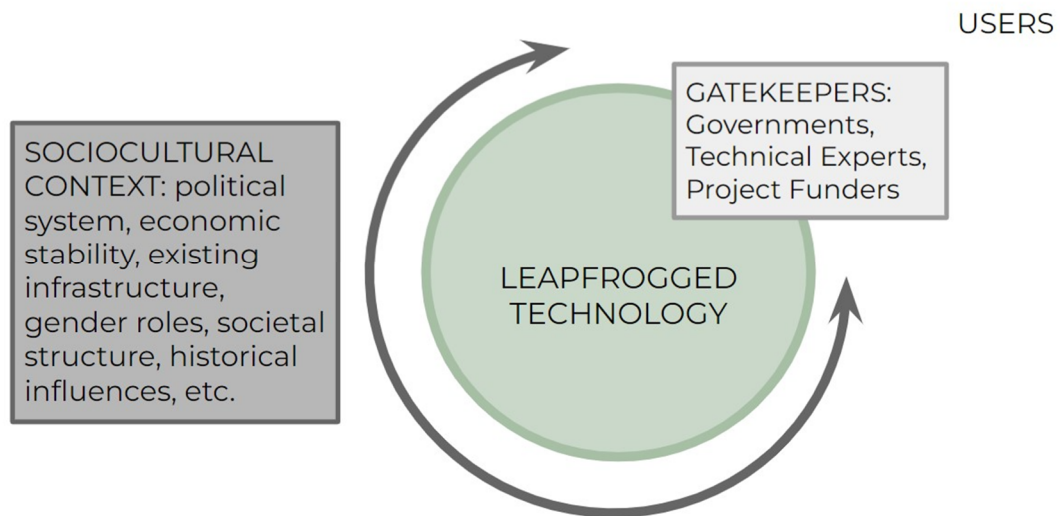 USERS
GATEKEEPERS:
Governments,
Technical Experts,
Project Funders
SOCIOCULTURAL
CONTEXT: political
system, economic
stability, existing
infrastructure,
gender roles, societal
structure, historical
influences, etc.
LEAPFROGGED
TECHNOLOGY